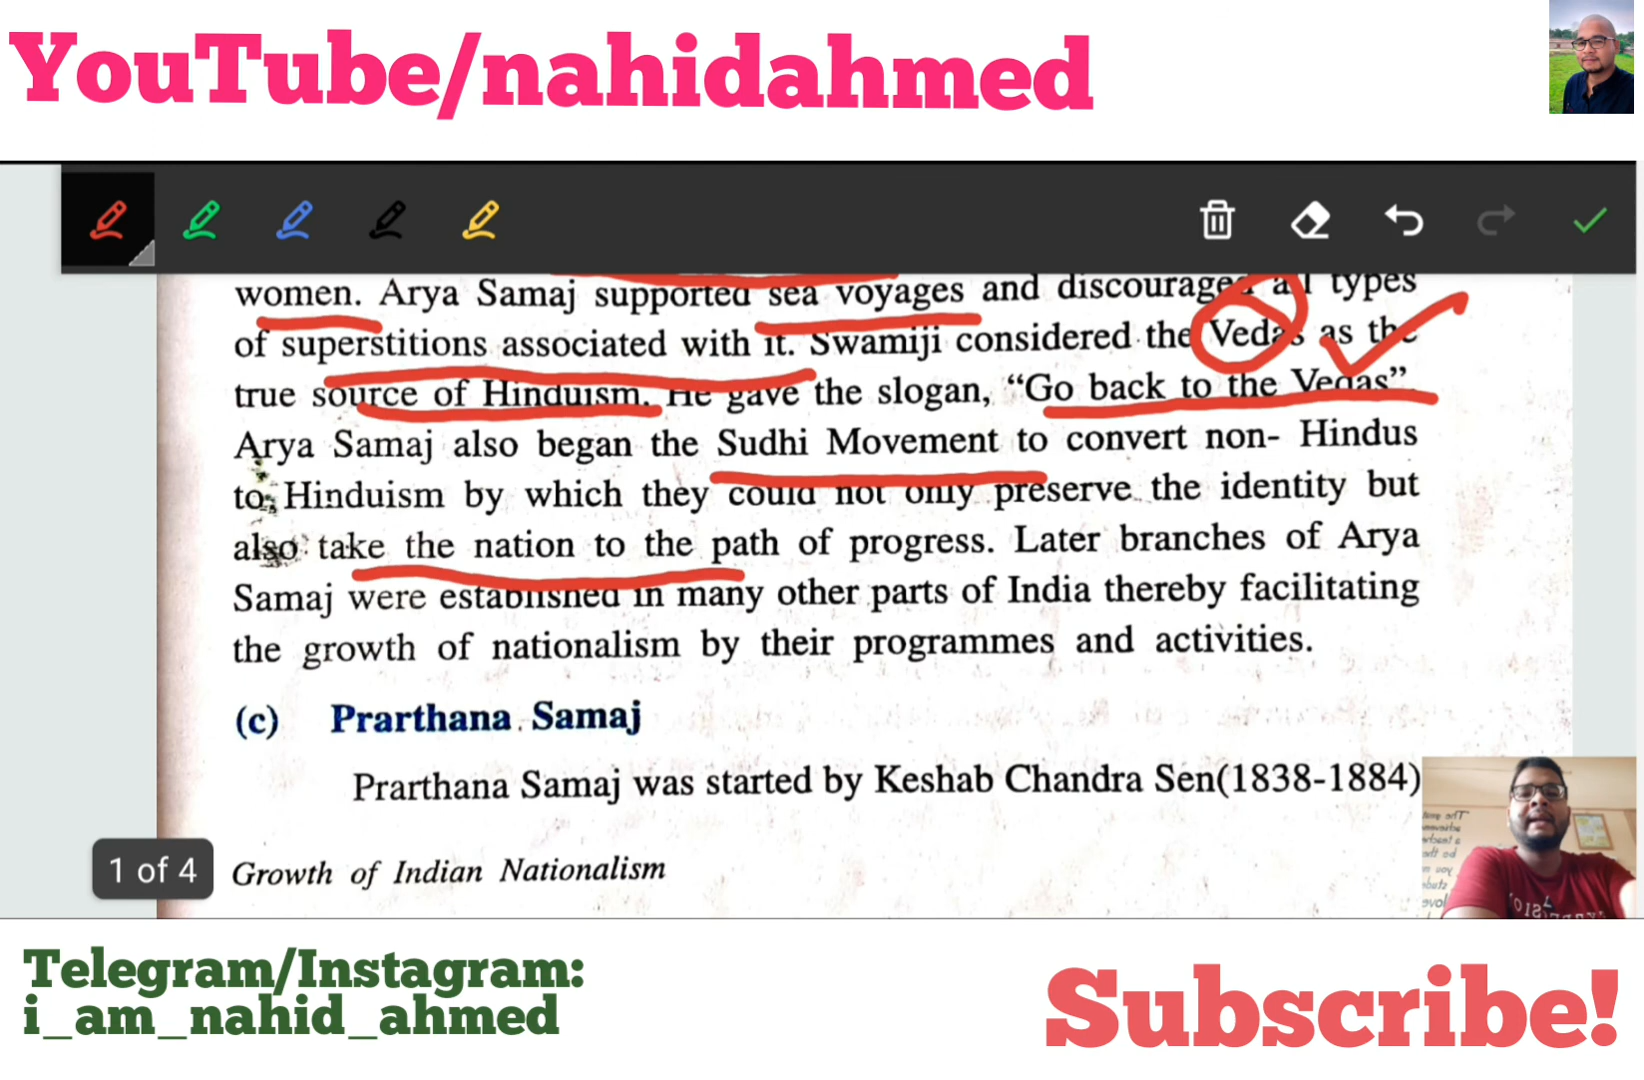 YouTube/nahidahmed
women. Arya Samaj supported sea voyages and discouraged all types
of superstitions associated with it. Swamiji considered the Vedas as the
true source of Hinduism. He gave the slogan, “Go back to the Vedas”
Arya Samaj also began the Sudhi Movement to convert non- Hindus
to Hinduism by which they could not only preserve the identity but
also take the nation to the path of progress. Later branches of Arya
Samaj were established in many other parts of India thereby facilitating
the growth of nationalism by their programmes and activities.
(c) Prarthana Samaj
Prarthana Samaj was started by Keshab Chandra Sen(1838-1884)
1 of 4
Growth of Indian Nationalism
Telegram/Instagram:
i_am_nahid_ahmed
Subscribe!